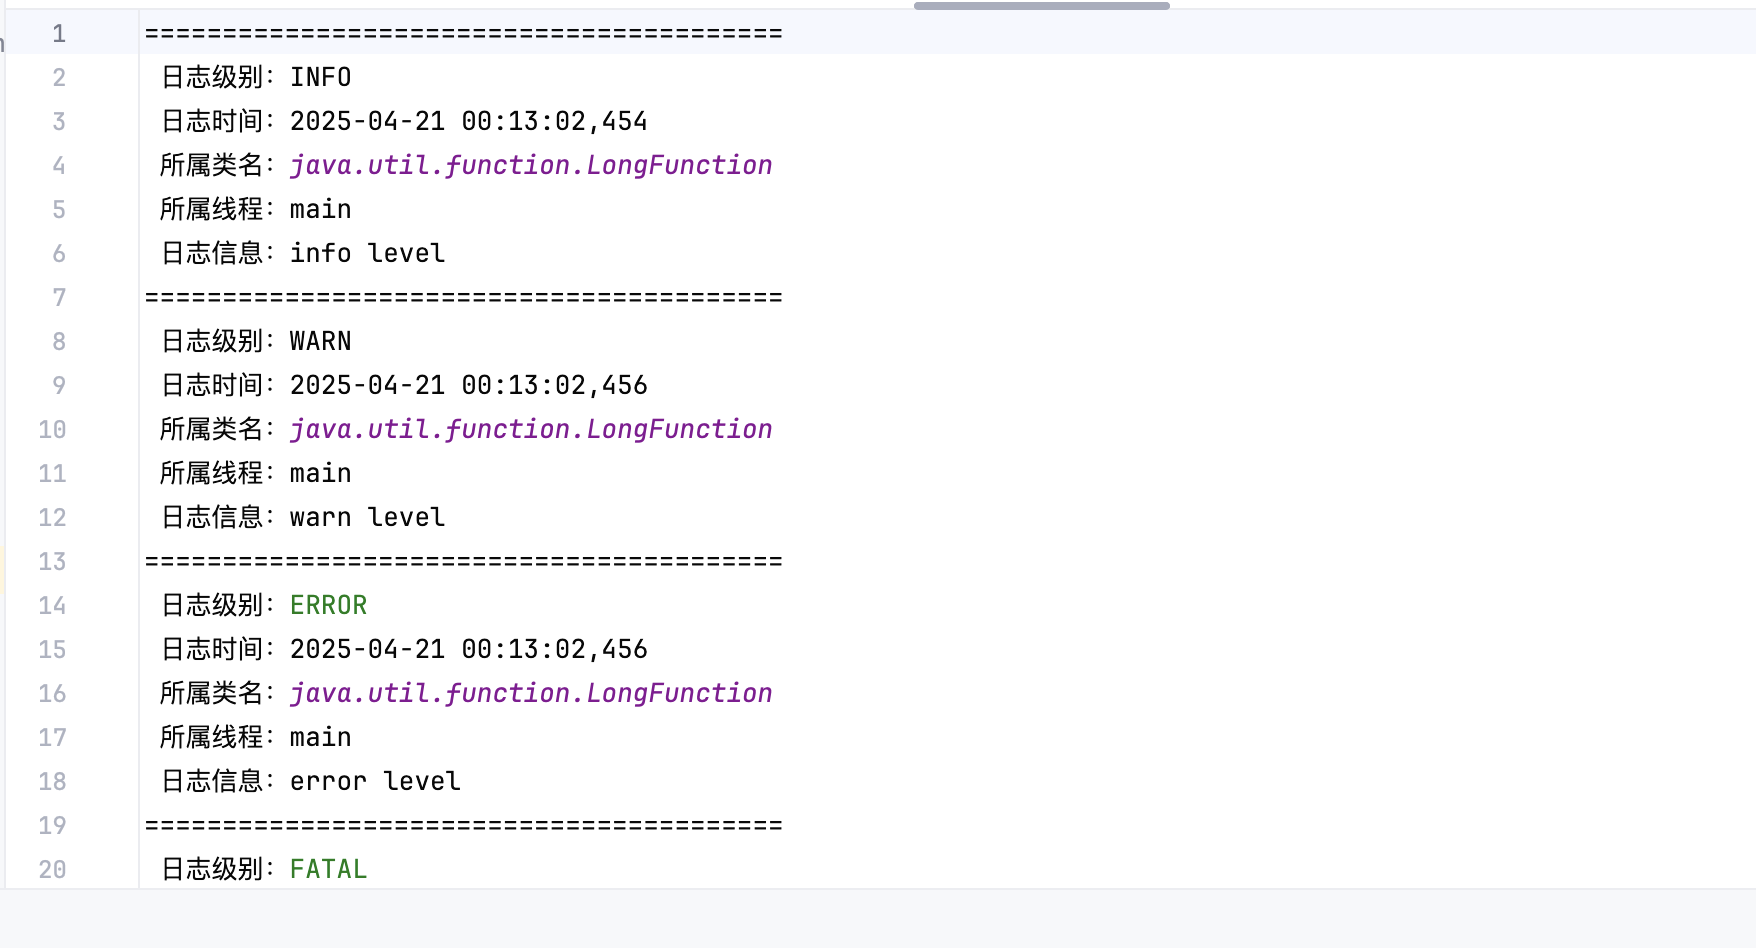 1 =========================================
2 日志级别：INFO
3 日志时间：2025-04-21 00:13:02,454
4 所属类名：java.util.function.LongFunction
5 所属线程：main
6 日志信息：info level
7 =========================================
8 日志级别：WARN
9 日志时间：2025-04-21 00:13:02,456
10 所属类名：java.util.function.LongFunction
11 所属线程：main
12 日志信息：warn level
13 =========================================
14 日志级别：ERROR
15 日志时间：2025-04-21 00:13:02,456
16 所属类名：java.util.function.LongFunction
17 所属线程：main
18 日志信息：error level
19 =========================================
20 日志级别：FATAL